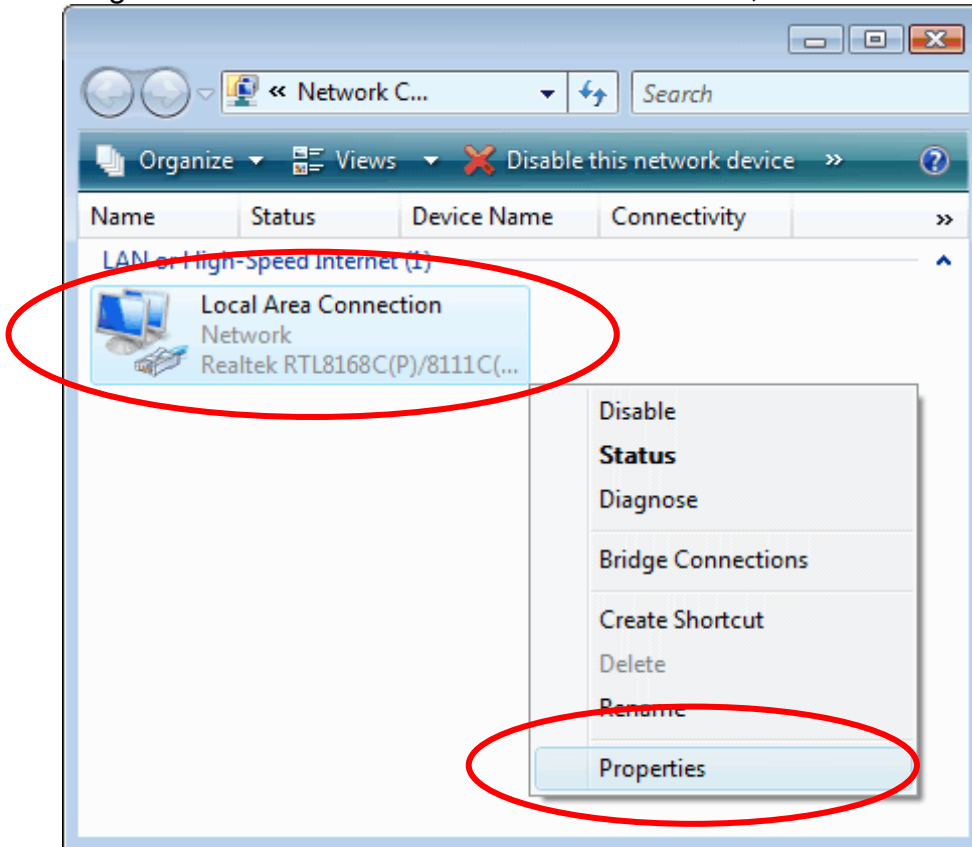 « Network C...
Search
Organize Views Disable this network device »
Name Status Device Name Connectivity »
LAN or High-Speed Internet (1)
Local Area Connection
Network
Realtek RTL8168C(P)/8111C(...
Disable
Status
Diagnose
Bridge Connections
Create Shortcut
Delete
Rename
Properties